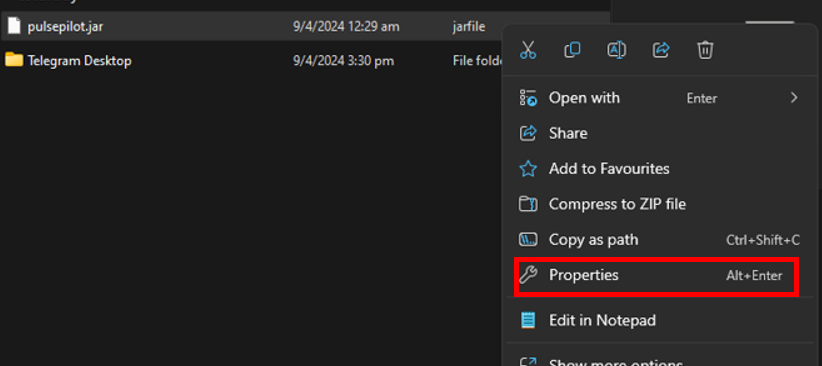 pulsepilot.jar 9/4/2024 12:29 am jarfile
Telegram Desktop 9/4/2024 3:30 pm File folde
Open with Enter
Share
Add to Favourites
Compress to ZIP file
Copy as path Ctrl+Shift+C
Properties Alt+Enter
Edit in Notepad
Show more options